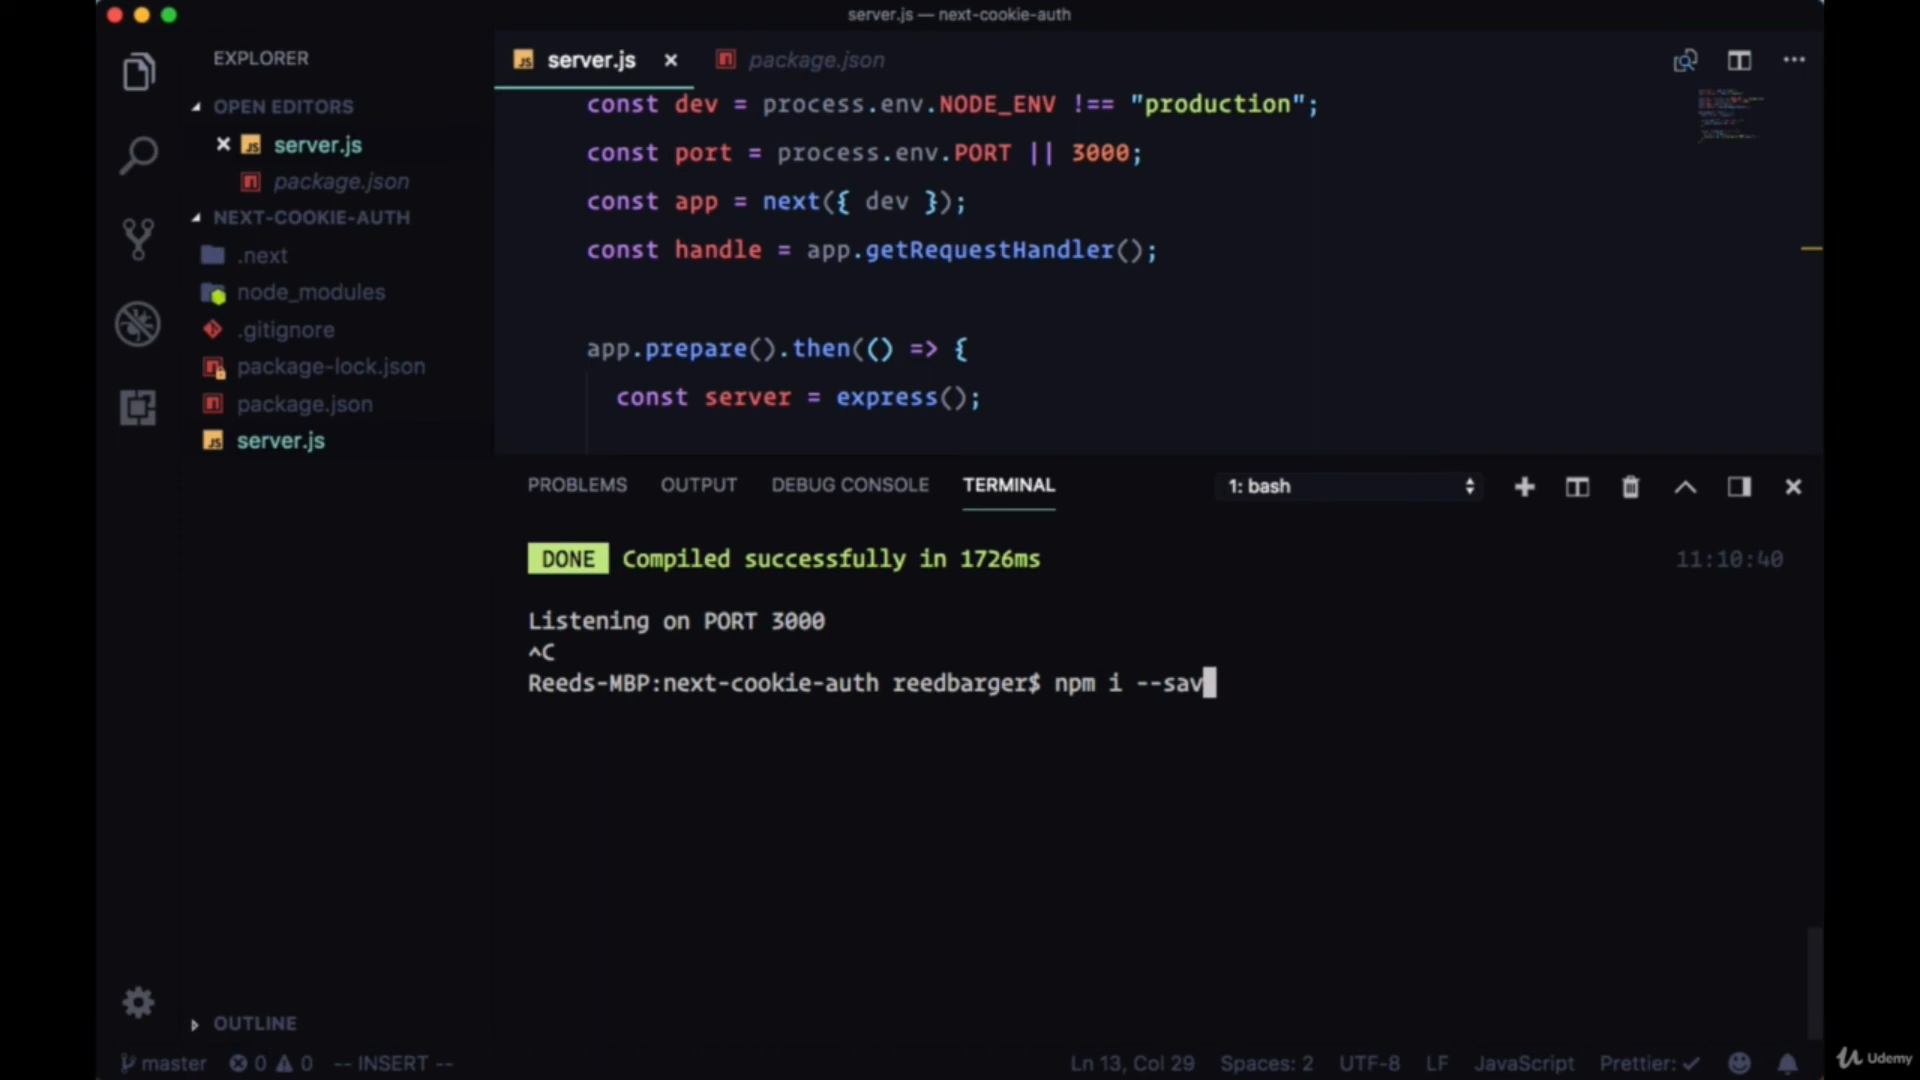 server.js — next-cookie-auth
EXPLORER
OPEN EDITORS
server.js
package.json
NEXT-COOKIE-AUTH
.next
node_modules
.gitignore
package-lock.json
package.json
server.js
OUTLINE
server.js
package.json
const dev = process.env.NODE_ENV !== "production";
const port = process.env.PORT || 3000;
const app = next({ dev });
const handle = app.getRequestHandler();
app.prepare().then(() => {
const server = express();
PROBLEMS OUTPUT DEBUG CONSOLE TERMINAL
1: bash
DONE Compiled successfully in 1726ms 11:10:40
Listening on PORT 3000
^C
Reeds-MBP:next-cookie-auth reedbarger$ npm i --sav
master 0 0 -- INSERT -- Ln 13, Col 29 Spaces: 2 UTF-8 LF JavaScript Prettier: ✓
Udemy